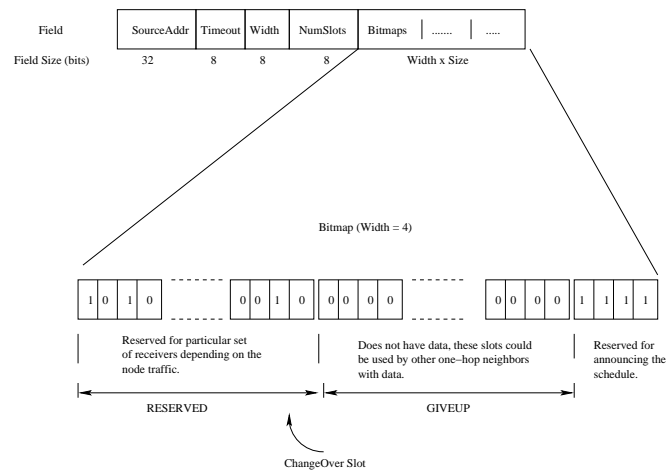 Field SourceAddr Timeout Width NumSlots Bitmaps ....... .....
Field Size (bits) 32 8 8 8 Width x Size
Bitmap (Width = 4)
1 0 1 0 0 0 1 0 0 0 0 0 0 0 0 0 1 1 1 1
Reserved for particular set
of receivers depending on the
node traffic.
Does not have data, these slots could
be used by other one-hop neighbors
with data.
Reserved for
announcing the
schedule.
RESERVED GIVEUP
ChangeOver Slot